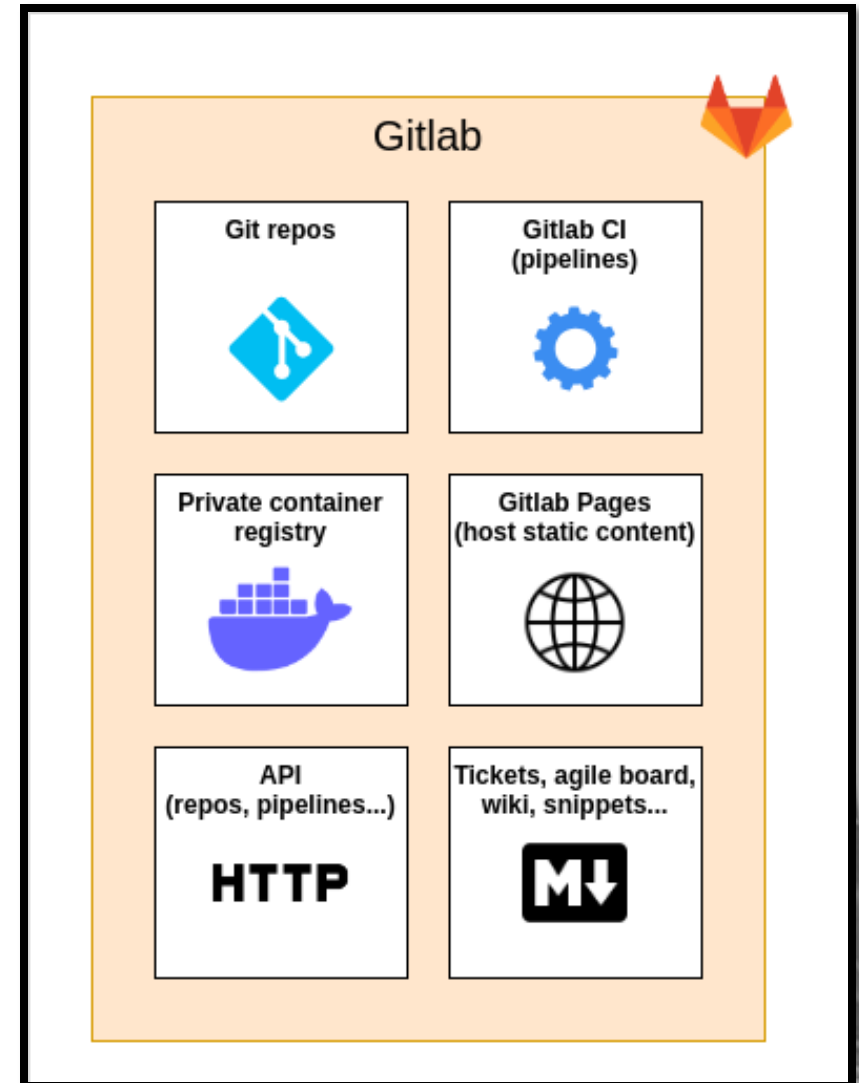 Gitlab
Git repos
Gitlab CI
(pipelines)
Private container
registry
Gitlab Pages
(host static content)
API
(repos, pipelines...)
HTTP
Tickets, agile board,
wiki, snippets...
M